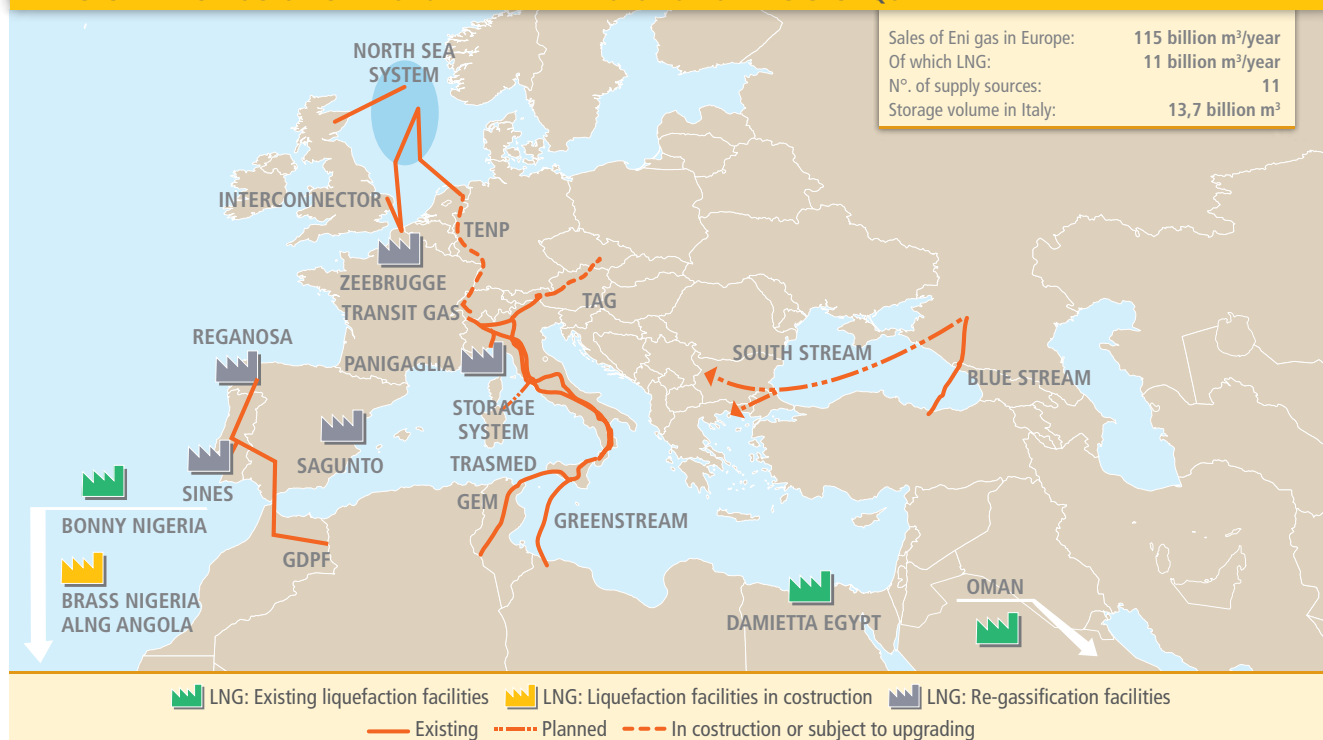 Sales of Eni gas in Europe: 115 billion m³/year
Of which LNG: 11 billion m³/year
N°. of supply sources: 11
Storage volume in Italy: 13,7 billion m³
NORTH SEA
SYSTEM
INTERCONNECTOR
TENP
ZEEBRUGGE
TRANSIT GAS
TAG
REGANOSA
PANIGAGLIA
SOUTH STREAM
BLUE STREAM
STORAGE
SYSTEM
SAGUNTO
TRASMED
SINES
GEM
GREENSTREAM
BONNY NIGERIA
GDPF
BRASS NIGERIA
ALNG ANGOLA
DAMIETTA EGYPT
OMAN
LNG: Existing liquefaction facilities LNG: Liquefaction facilities in costruction LNG: Re-gassification facilities
Existing Planned In costruction or subject to upgrading